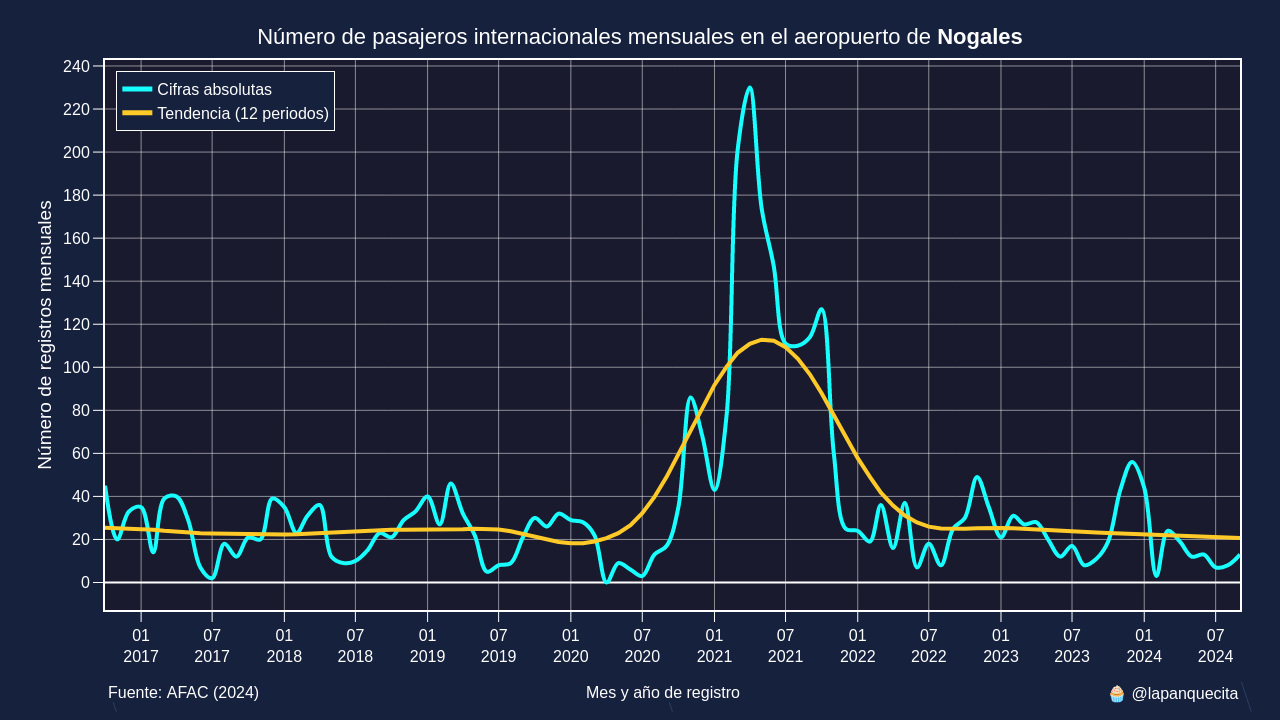 Número de pasajeros internacionales mensuales en el aeropuerto de Nogales
Cifras absolutas
Tendencia (12 periodos)
Número de registros mensuales
240
220
200
180
160
140
120
100
80
60
40
20
0
01 07 01 07 01 07 01 07 01 07 01 07 01 07 01 07
2017 2017 2018 2018 2019 2019 2020 2020 2021 2021 2022 2022 2023 2023 2024 2024
Fuente: AFAC (2024)
Mes y año de registro
🧁 @lapanquecita